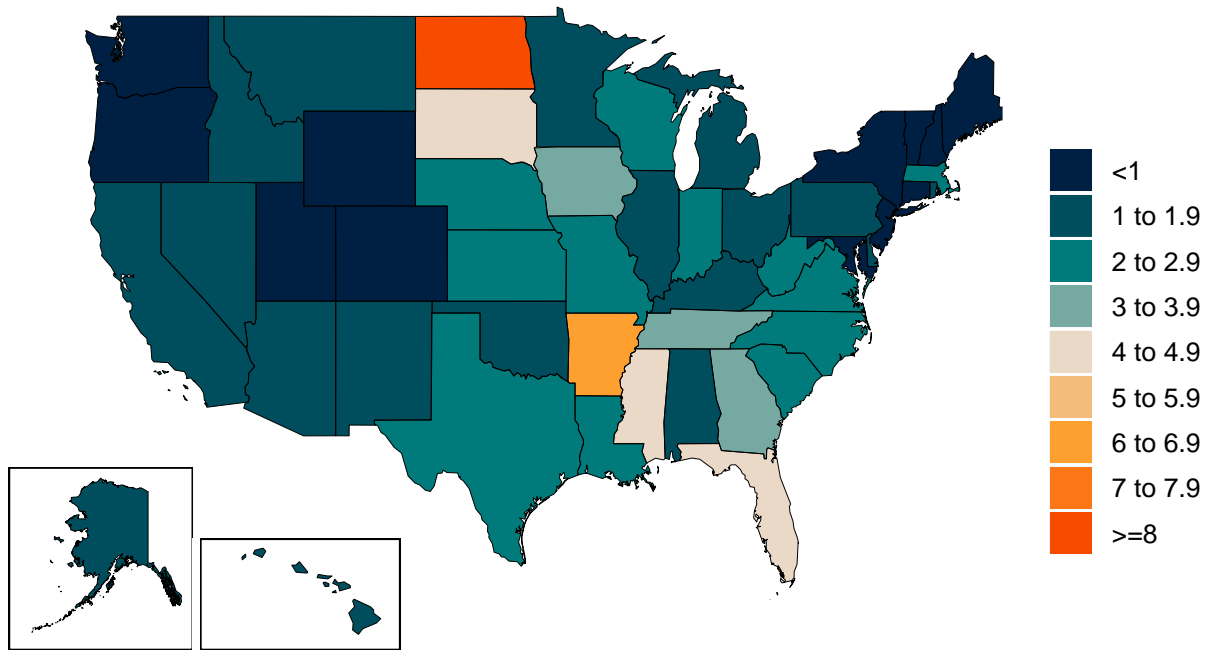 <1
1 to 1.9
2 to 2.9
3 to 3.9
4 to 4.9
5 to 5.9
6 to 6.9
7 to 7.9
>=8